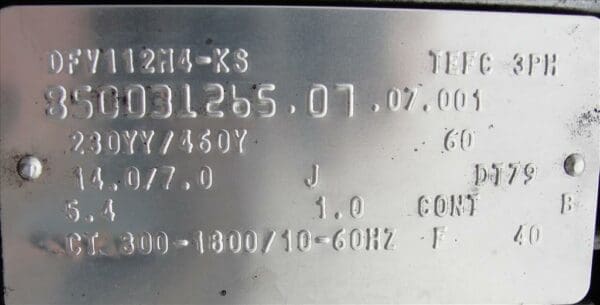 DFV112M4-KS TEFC 3PH
850031265.07.07.001
230YY/460Y 60
14.0/7.0 J DT79
5.4 1.0 CONT B
CT 300-1800/10-60HZ F 40